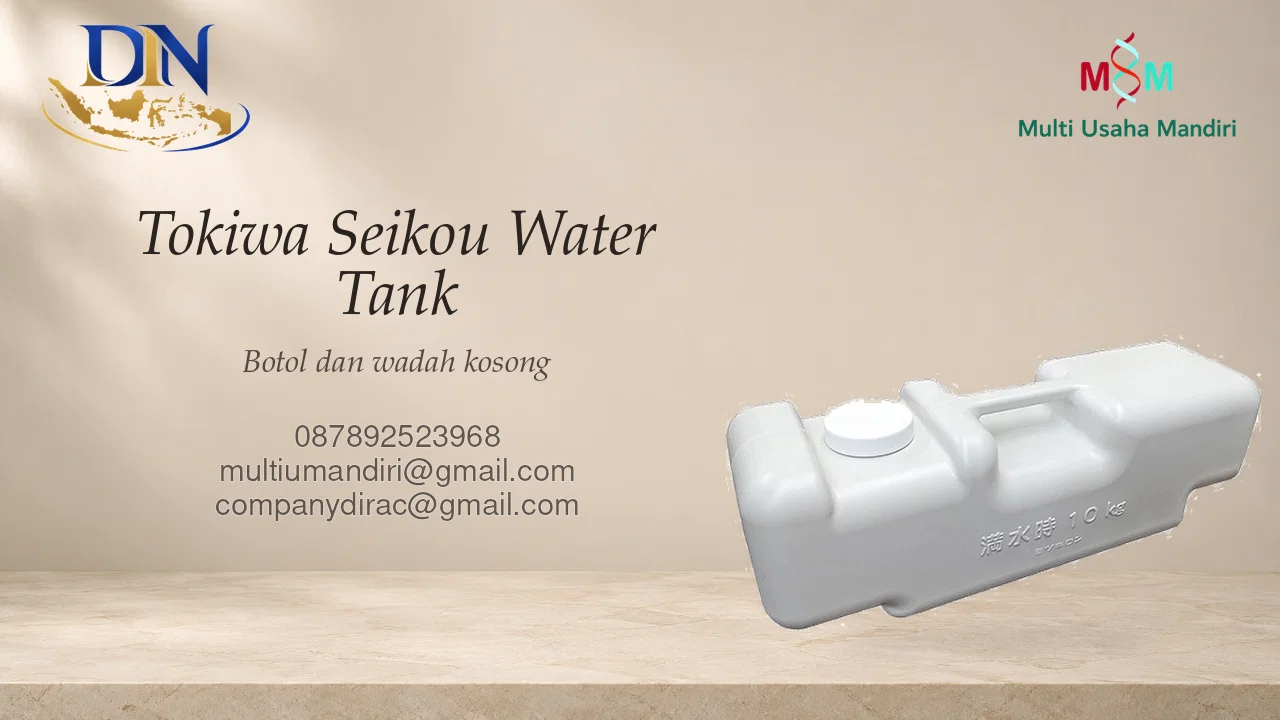 DIN
M M
Multi Usaha Mandiri
Tokiwa Seikou Water
Tank
Botol dan wadah kosong
087892523968
multiumandiri@gmail.com
companydirac@gmail.com
満水時 10 kg